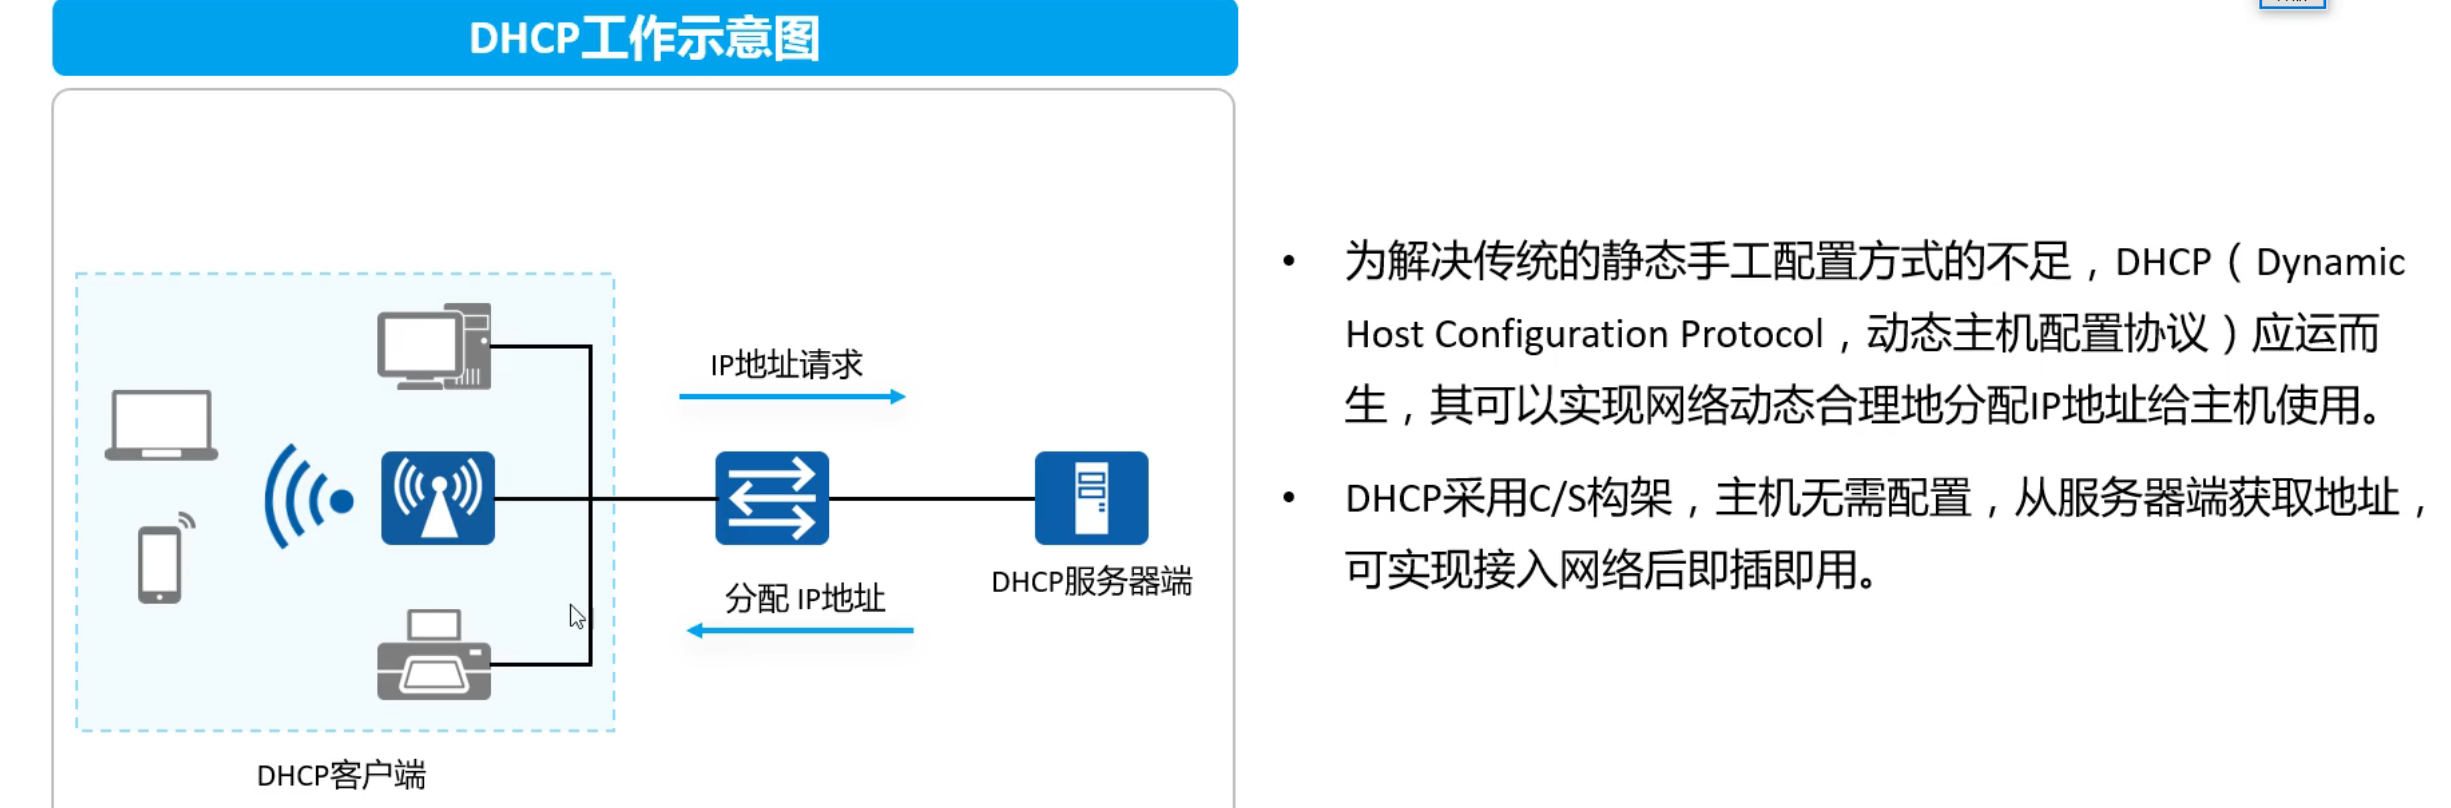 DHCP工作示意图
IP地址请求
分配 IP地址
DHCP服务器端
DHCP客户端
• 为解决传统的静态手工配置方式的不足，DHCP（Dynamic
Host Configuration Protocol，动态主机配置协议）应运而
生，其可以实现网络动态合理地分配IP地址给主机使用。
• DHCP采用C/S构架，主机无需配置，从服务器端获取地址，
可实现接入网络后即插即用。